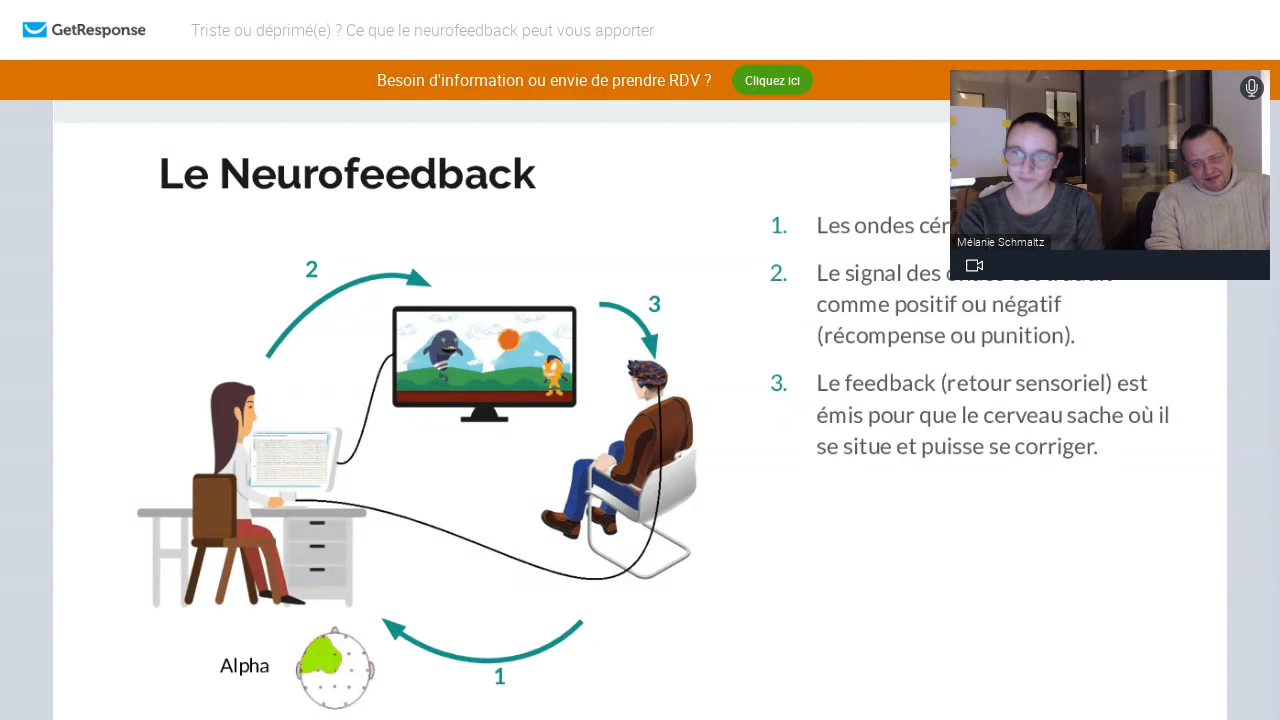 GetResponse
Triste ou déprimé(e) ? Ce que le neurofeedback peut vous apporter
Besoin d'information ou envie de prendre RDV ?
Cliquez ici
Mélanie Schmaltz
Le Neurofeedback
1. Les ondes
2. Le signal des
comme positif ou négatif
(récompense ou punition).
3. Le feedback (retour sensoriel) est
émis pour que le cerveau sache où il
se situe et puisse se corriger.
2
3
1
Alpha